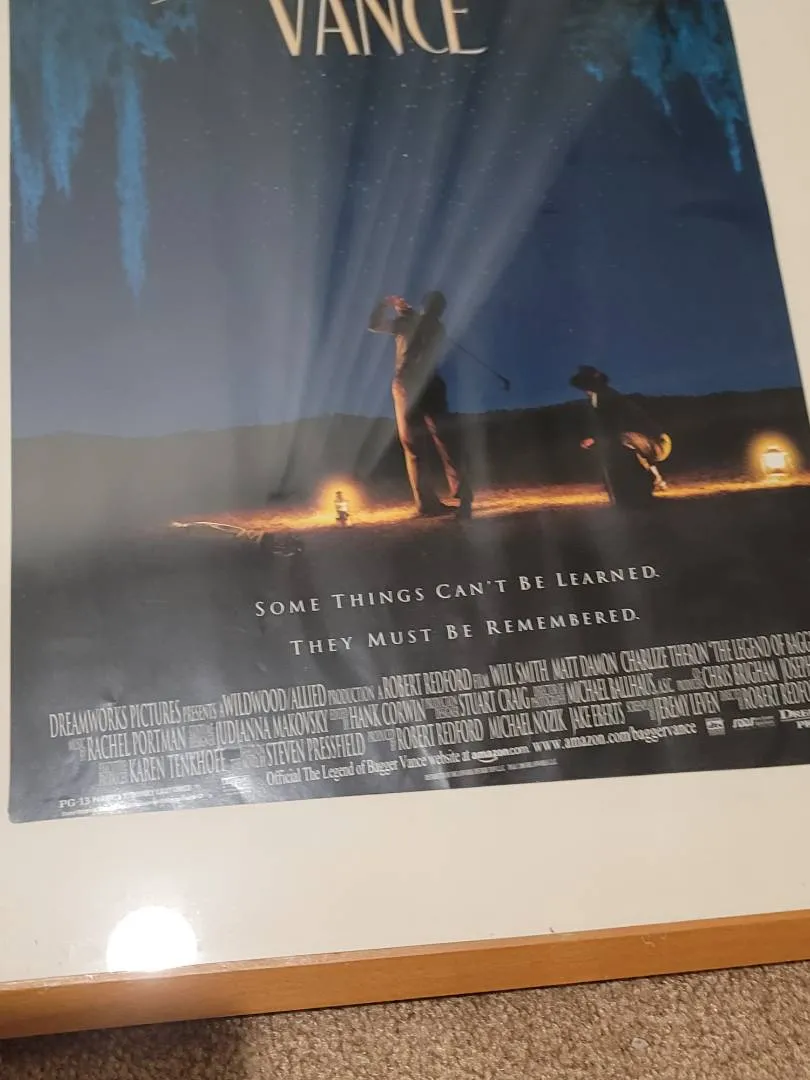 VANCE
SOME THINGS CAN'T BE LEARNED.
THEY MUST BE REMEMBERED.
DREAMWORKS PICTURES PRESENTS A WILDWOOD/ALLIED PRODUCTION A ROBERT REDFORD FILM WILL SMITH MATT DAMON CHARLIZE THERON "THE LEGEND OF BAGG
RACHEL PORTMAN JUDIANNA MAKOVSKY HANK CORWIN STUART CRAIG MICHAEL BALLHAUS, A.S.C. CHRIS BRIGHAM JOSEP
KAREN TENKHOFF STEVEN PRESSFIELD ROBERT REDFORD MICHAEL NOZIK JAKE EBERTS JEREMY LEVEN ROBERT REDFO
PG-13 Official The Legend of Bagger Vance website at amazon.com www.amazon.com/baggervance